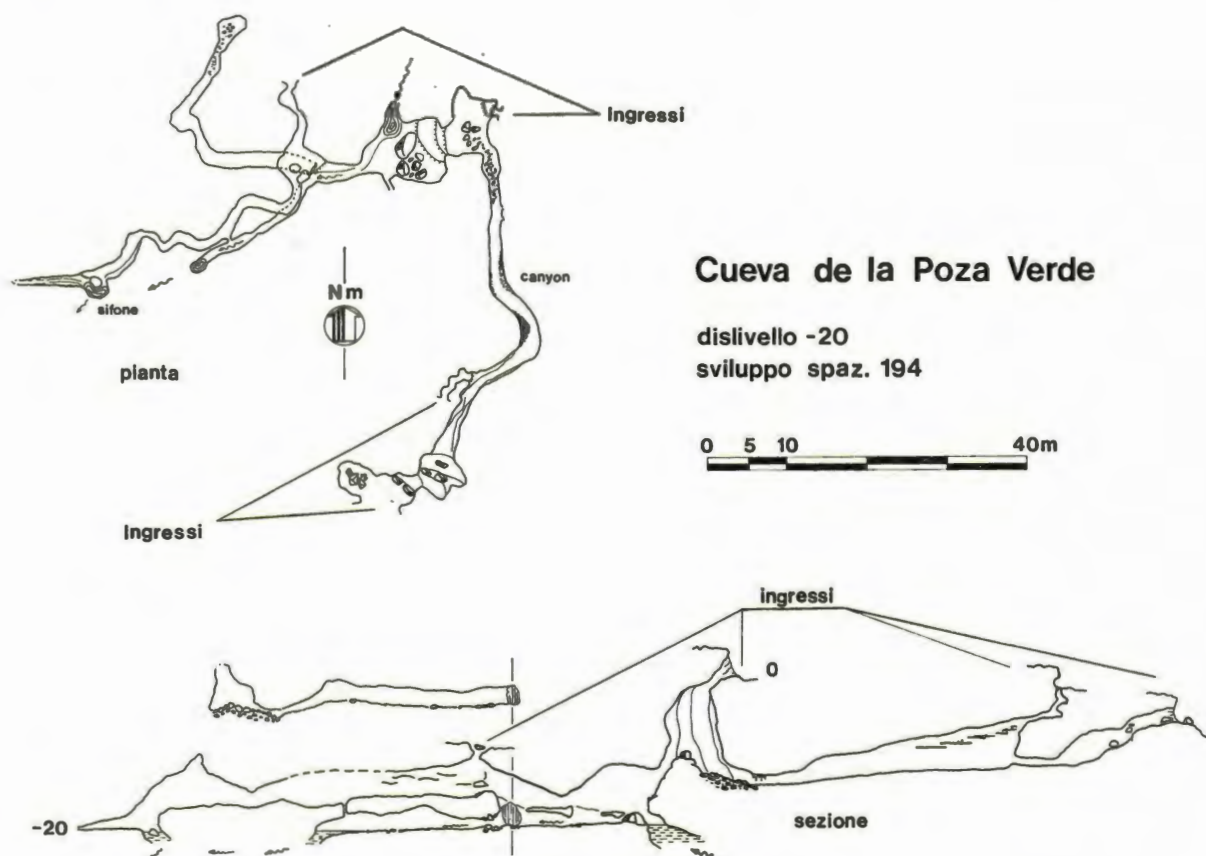 Ingressi
canyon
Cueva de la Poza Verde
Nm
sifone
dislivello -20
pianta
sviluppo spaz. 194
0 5 10 40m
Ingressi
ingressi
0
-20
sezione